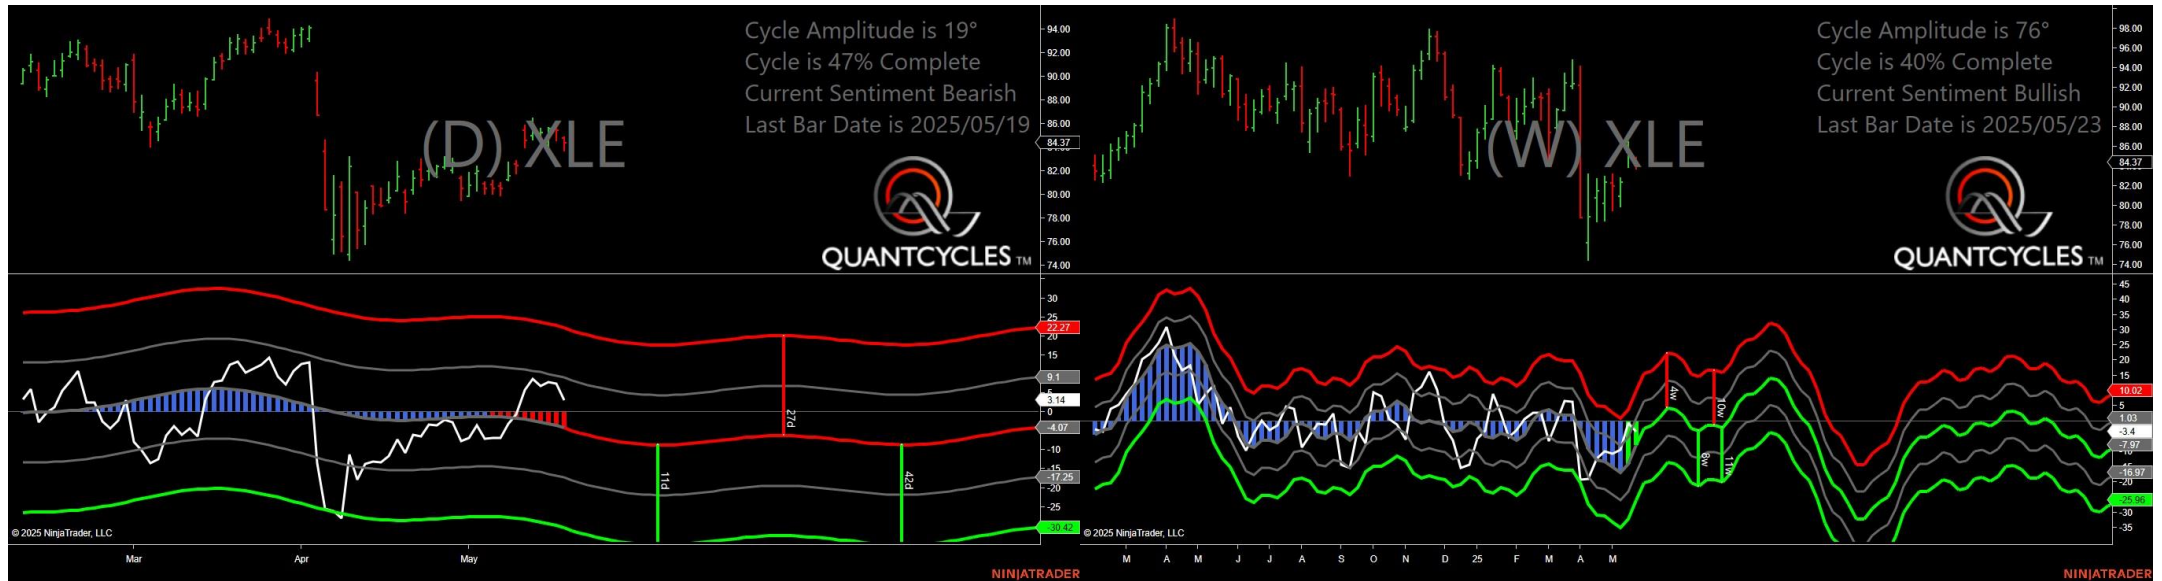 Cycle Amplitude is 19°
Cycle is 47% Complete
Current Sentiment Bearish
Last Bar Date is 2025/05/19
(D) XLE
QUANTCYCLES TM
94.00
92.00
90.00
88.00
86.00
84.37
82.00
80.00
78.00
76.00
74.00
30
25
22.27
20
15
9.1
5
3.14
0
-4.07
-10
-15
-17.25
-20
-25
-30.42
27d
11d
42d
© 2025 NinjaTrader, LLC
Mar
Apr
May
NINJATRADER
Cycle Amplitude is 76°
Cycle is 40% Complete
Current Sentiment Bullish
Last Bar Date is 2025/05/23
(W) XLE
QUANTCYCLES TM
98.00
96.00
94.00
92.00
90.00
88.00
86.00
84.37
82.00
80.00
78.00
76.00
74.00
45
40
35
30
25
20
15
10.02
5
1.03
-3.4
-7.97
-16.97
-20
-25.96
-30
-35
4w
10w
8w
11w
© 2025 NinjaTrader, LLC
M A M J J A S O N D 25 F M A M
NINJATRADER